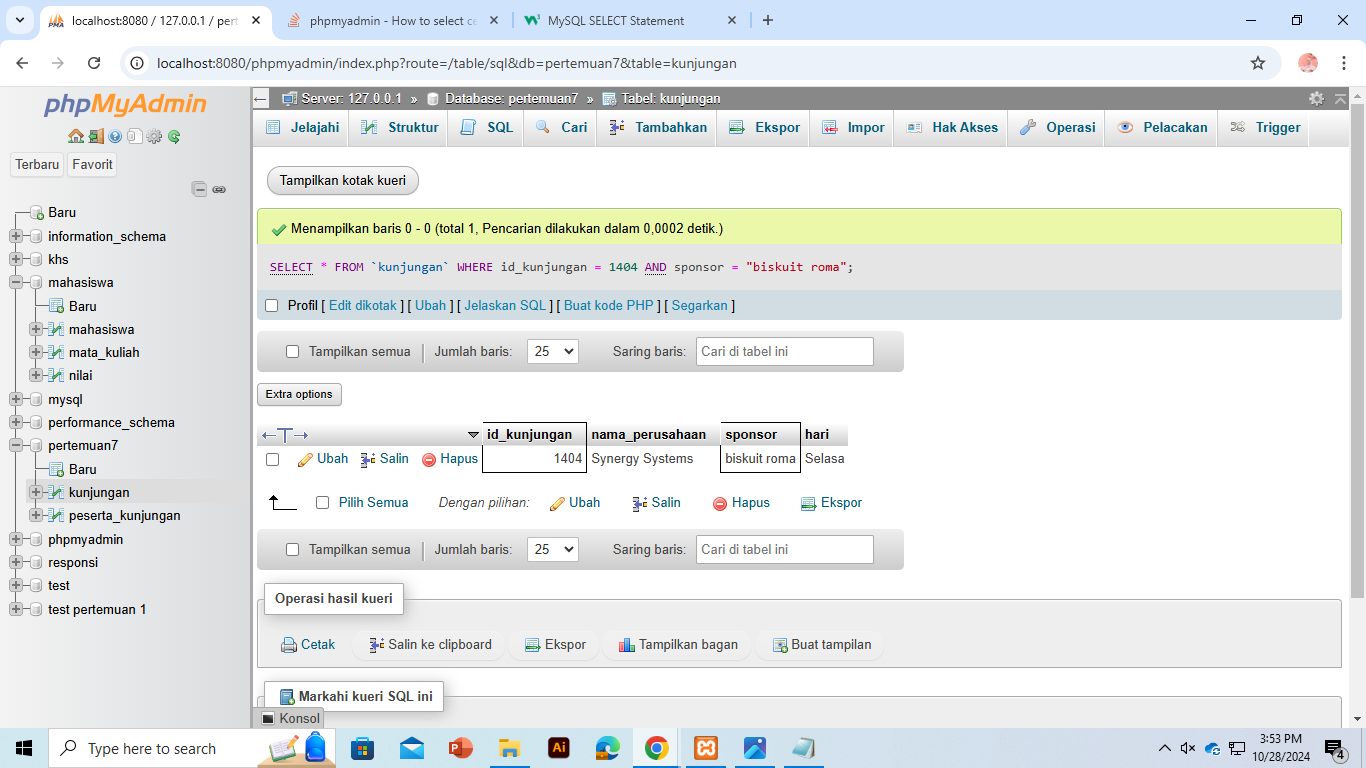 localhost:8080 / 127.0.0.1 / pert
phpmyadmin - How to select ce
MySQL SELECT Statement
localhost:8080/phpmyadmin/index.php?route=/table/sql&db=pertemuan7&table=kunjungan
phpMyAdmin
Terbaru Favorit
Baru
information_schema
khs
mahasiswa
Baru
mahasiswa
mata_kuliah
nilai
mysql
performance_schema
pertemuan7
Baru
kunjungan
peserta_kunjungan
phpmyadmin
responsi
test
test pertemuan 1
Server: 127.0.0.1 » Database: pertemuan7 » Tabel: kunjungan
Jelajahi Struktur SQL Cari Tambahkan Ekspor Impor Hak Akses Operasi Pelacakan Trigger
Tampilkan kotak kueri
Menampilkan baris 0 - 0 (total 1, Pencarian dilakukan dalam 0,0002 detik.)
SELECT * FROM `kunjungan` WHERE id_kunjungan = 1404 AND sponsor = "biskuit roma";
Profil [ Edit dikotak ] [ Ubah ] [ Jelaskan SQL ] [ Buat kode PHP ] [ Segarkan ]
Tampilkan semua Jumlah baris: 25 Saring baris: Cari di tabel ini
Extra options
id_kunjungan nama_perusahaan sponsor hari
Ubah Salin Hapus 1404 Synergy Systems biskuit roma Selasa
Pilih Semua Dengan pilihan: Ubah Salin Hapus Ekspor
Tampilkan semua Jumlah baris: 25 Saring baris: Cari di tabel ini
Operasi hasil kueri
Cetak Salin ke clipboard Ekspor Tampilkan bagan Buat tampilan
Markahi kueri SQL ini
Konsol
Type here to search
3:53 PM
10/28/2024
4